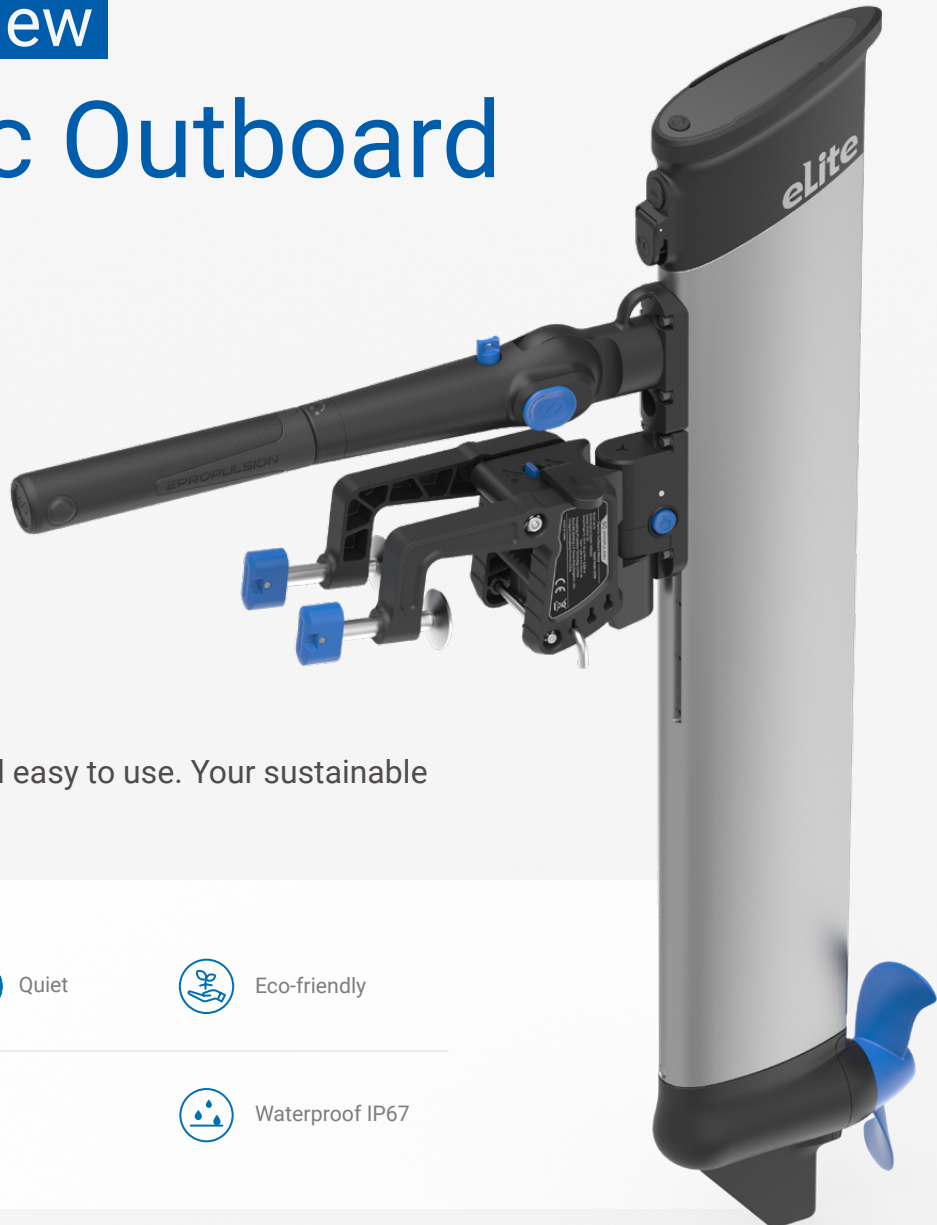 ew
c Outboard
eLite
EPROPULSION
easy to use. Your sustainable
Quiet
Eco-friendly
Waterproof IP67